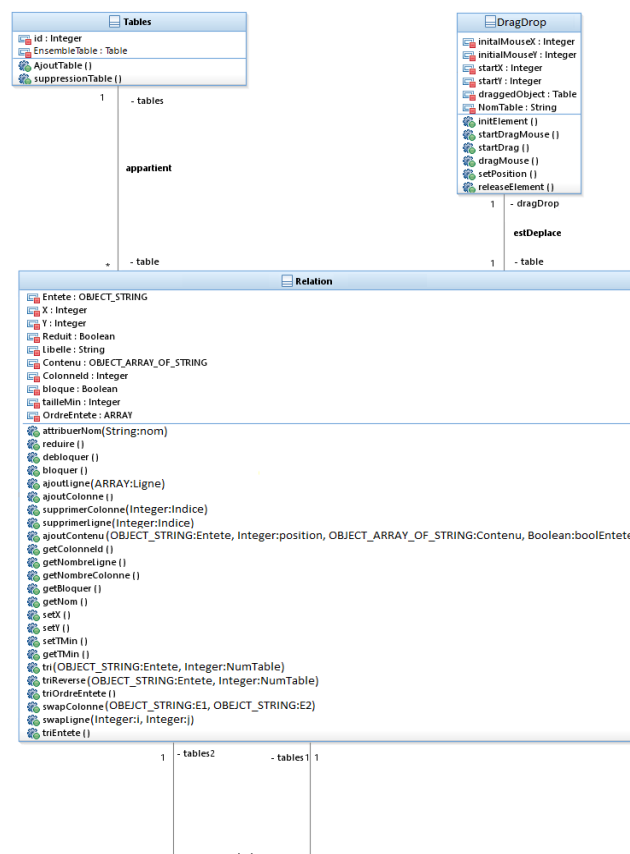 Tables
id : Integer
EnsembleTable : Table
AjoutTable ()
suppressionTable ()
DragDrop
initalMouseX : Integer
initialMouseY : Integer
startX : Integer
startY : Integer
draggedObject : Table
NomTable : String
initElement ()
startDragMouse ()
startDrag ()
dragMouse ()
setPosition ()
releaseElement ()
1
- tables
appartient
*
- table
1
- dragDrop
estDeplace
1
- table
Relation
Entete : OBJECT_STRING
X : Integer
Y : Integer
Reduit : Boolean
Libelle : String
Contenu : OBJECT_ARRAY_OF_STRING
ColonneId : Integer
bloque : Boolean
tailleMin : Integer
OrdreEntete : ARRAY
attribuerNom(String:nom)
reduire ()
debloquer ()
bloquer ()
ajoutLigne(ARRAY:Ligne)
ajoutColonne ()
supprimerColonne(Integer:Indice)
supprimerLigne(Integer:Indice)
ajoutContenu(OBJECT_STRING:Entete, Integer:position, OBJECT_ARRAY_OF_STRING:Contenu, Boolean:boolEntete
getColonneId ()
getNombreLigne ()
getNombreColonne ()
getBloquer ()
getNom ()
setX ()
setY ()
setTMin ()
getTMin ()
tri(OBJECT_STRING:Entete, Integer:NumTable)
triReverse(OBJECT_STRING:Entete, Integer:NumTable)
triOrdreEntete ()
swapColonne(OBEJCT_STRING:E1, OBEJCT_STRING:E2)
swapLigne(Integer:i, Integer:j)
triEntete ()
1
- tables2
- tables1
1